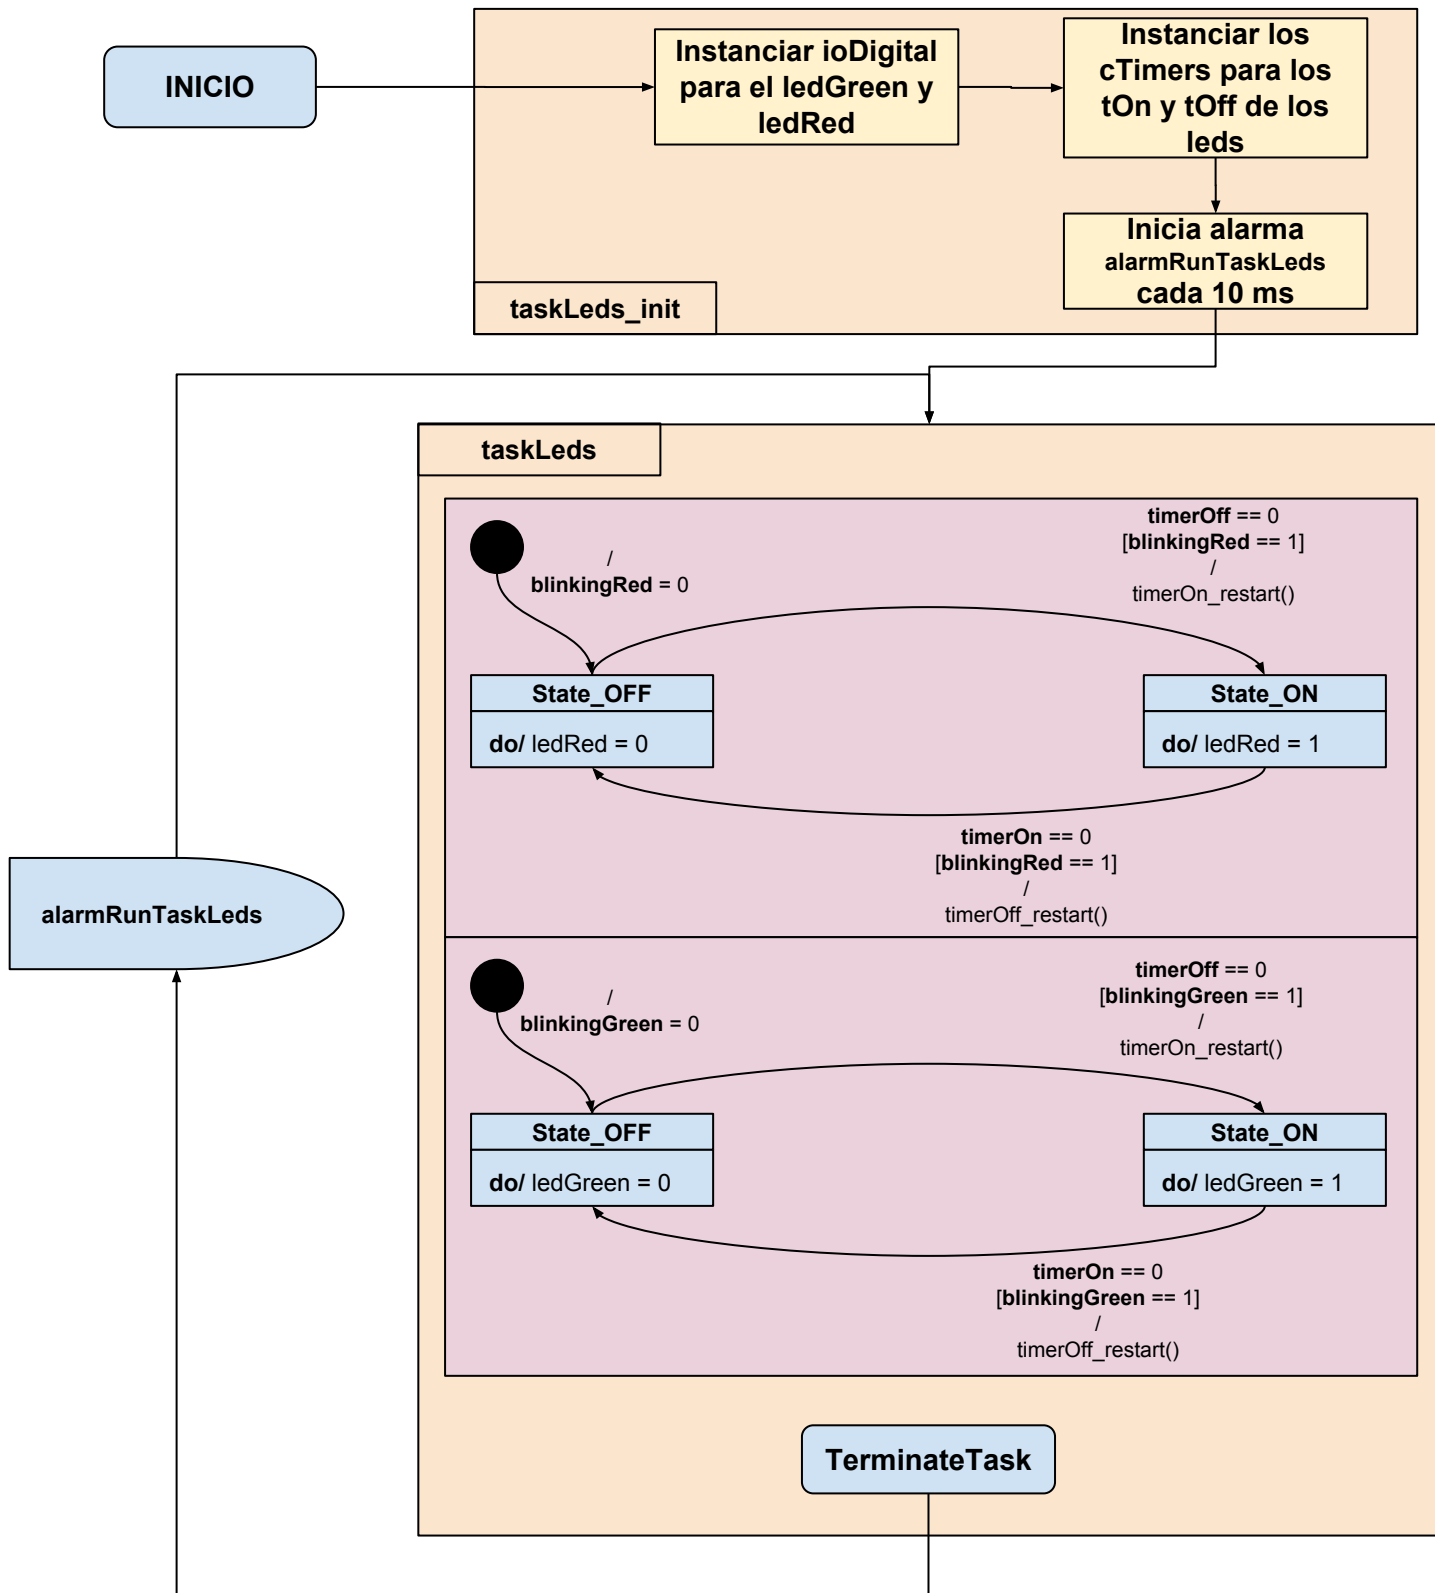 INICIO
Instanciar ioDigital
para el ledGreen y
ledRed
Instanciar los
cTimers para los
tOn y tOff de los
leds
Inicia alarma
alarmRunTaskLeds
cada 10 ms
taskLeds_init
taskLeds
/
blinkingRed = 0
timerOff == 0
[blinkingRed == 1]
/
timerOn_restart()
State_OFF
do/ ledRed = 0
State_ON
do/ ledRed = 1
timerOn == 0
[blinkingRed == 1]
/
timerOff_restart()
alarmRunTaskLeds
/
blinkingGreen = 0
timerOff == 0
[blinkingGreen == 1]
/
timerOn_restart()
State_OFF
do/ ledGreen = 0
State_ON
do/ ledGreen = 1
timerOn == 0
[blinkingGreen == 1]
/
timerOff_restart()
TerminateTask